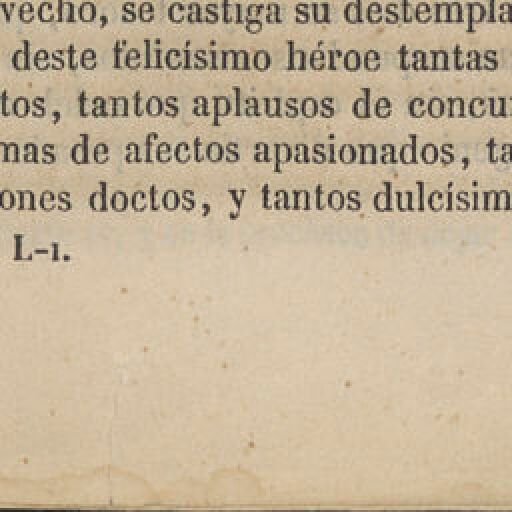 vecho, se castiga su destempla
deste felicísimo héroe tantas
tos, tantos aplausos de concur
mas de afectos apasionados, ta
ones doctos, y tantos dulcísim
L-1.